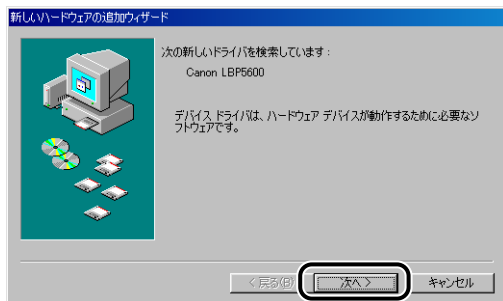 新しいハードウェアの追加ウィザード
次の新しいドライバを検索しています：
Canon LBP5600
デバイス ドライバは、ハードウェア デバイスが動作するために必要なソ
フトウェアです。
< 戻る(B)
次へ >
キャンセル